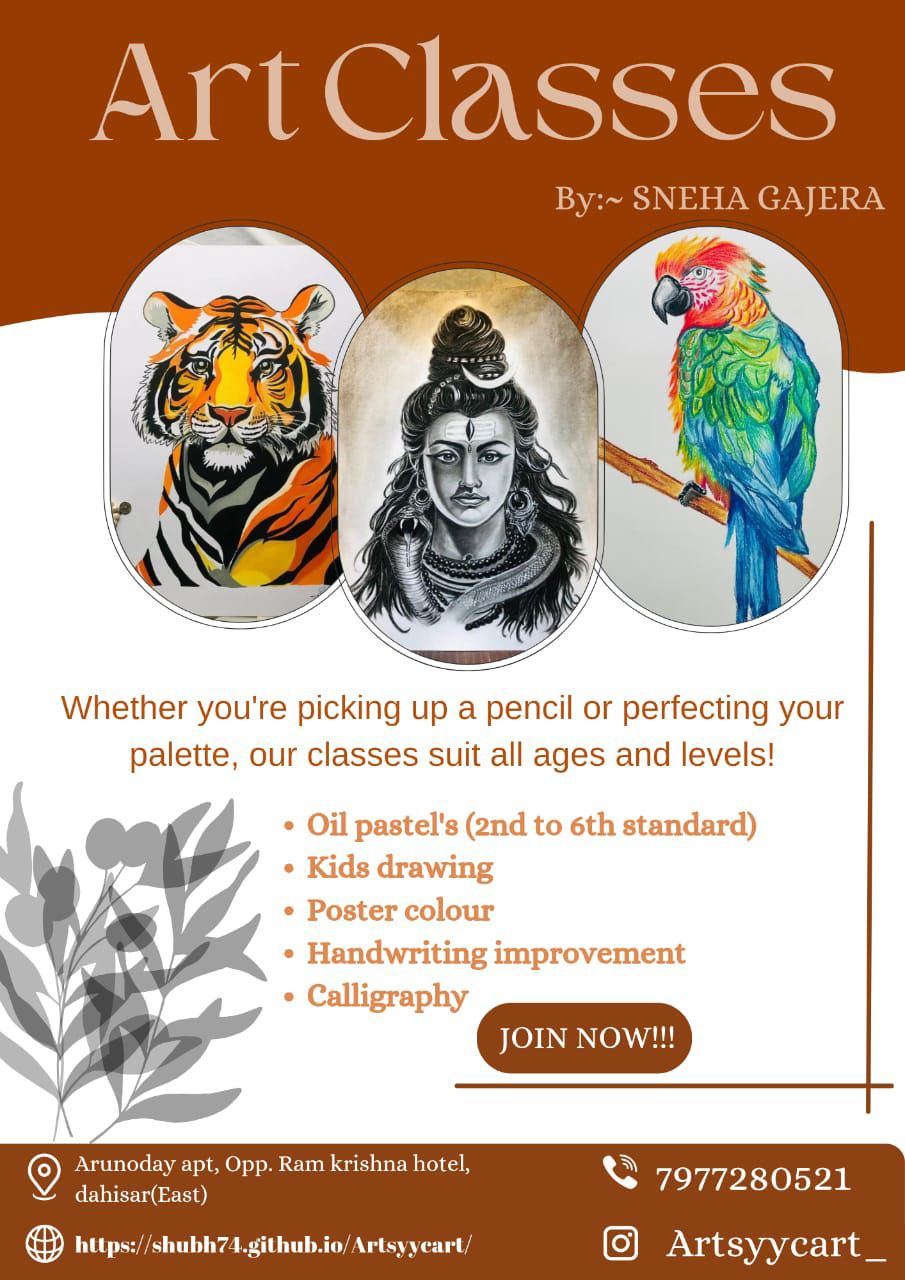 Art Classes
By:~ SNEHA GAJERA
Whether you're picking up a pencil or perfecting your
palette, our classes suit all ages and levels!
• Oil pastel's (2nd to 6th standard)
• Kids drawing
• Poster colour
• Handwriting improvement
• Calligraphy
JOIN NOW!!!
Arunoday apt, Opp. Ram krishna hotel,
dahisar(East)
7977280521
https://shubh74.github.io/Artsyycart/
Artsyycart_